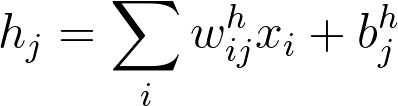 h_j = \sum_i w_{ij}^h x_i + b_j^h